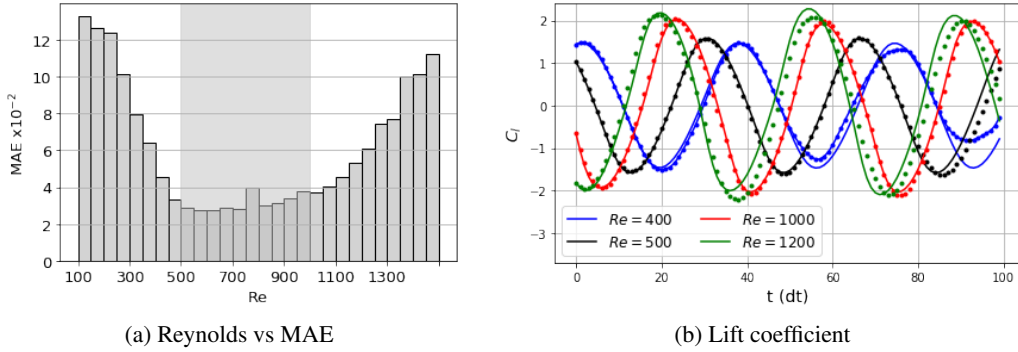 12
10
8
6
4
2
0
MAE x10⁻²
100 300 500 700 900 1100 1300
Re
(a) Reynolds vs MAE
2
1
0
−1
−2
−3
C_l
Re = 400
Re = 500
Re = 1000
Re = 1200
0 20 40 60 80 100
t (dt)
(b) Lift coefficient